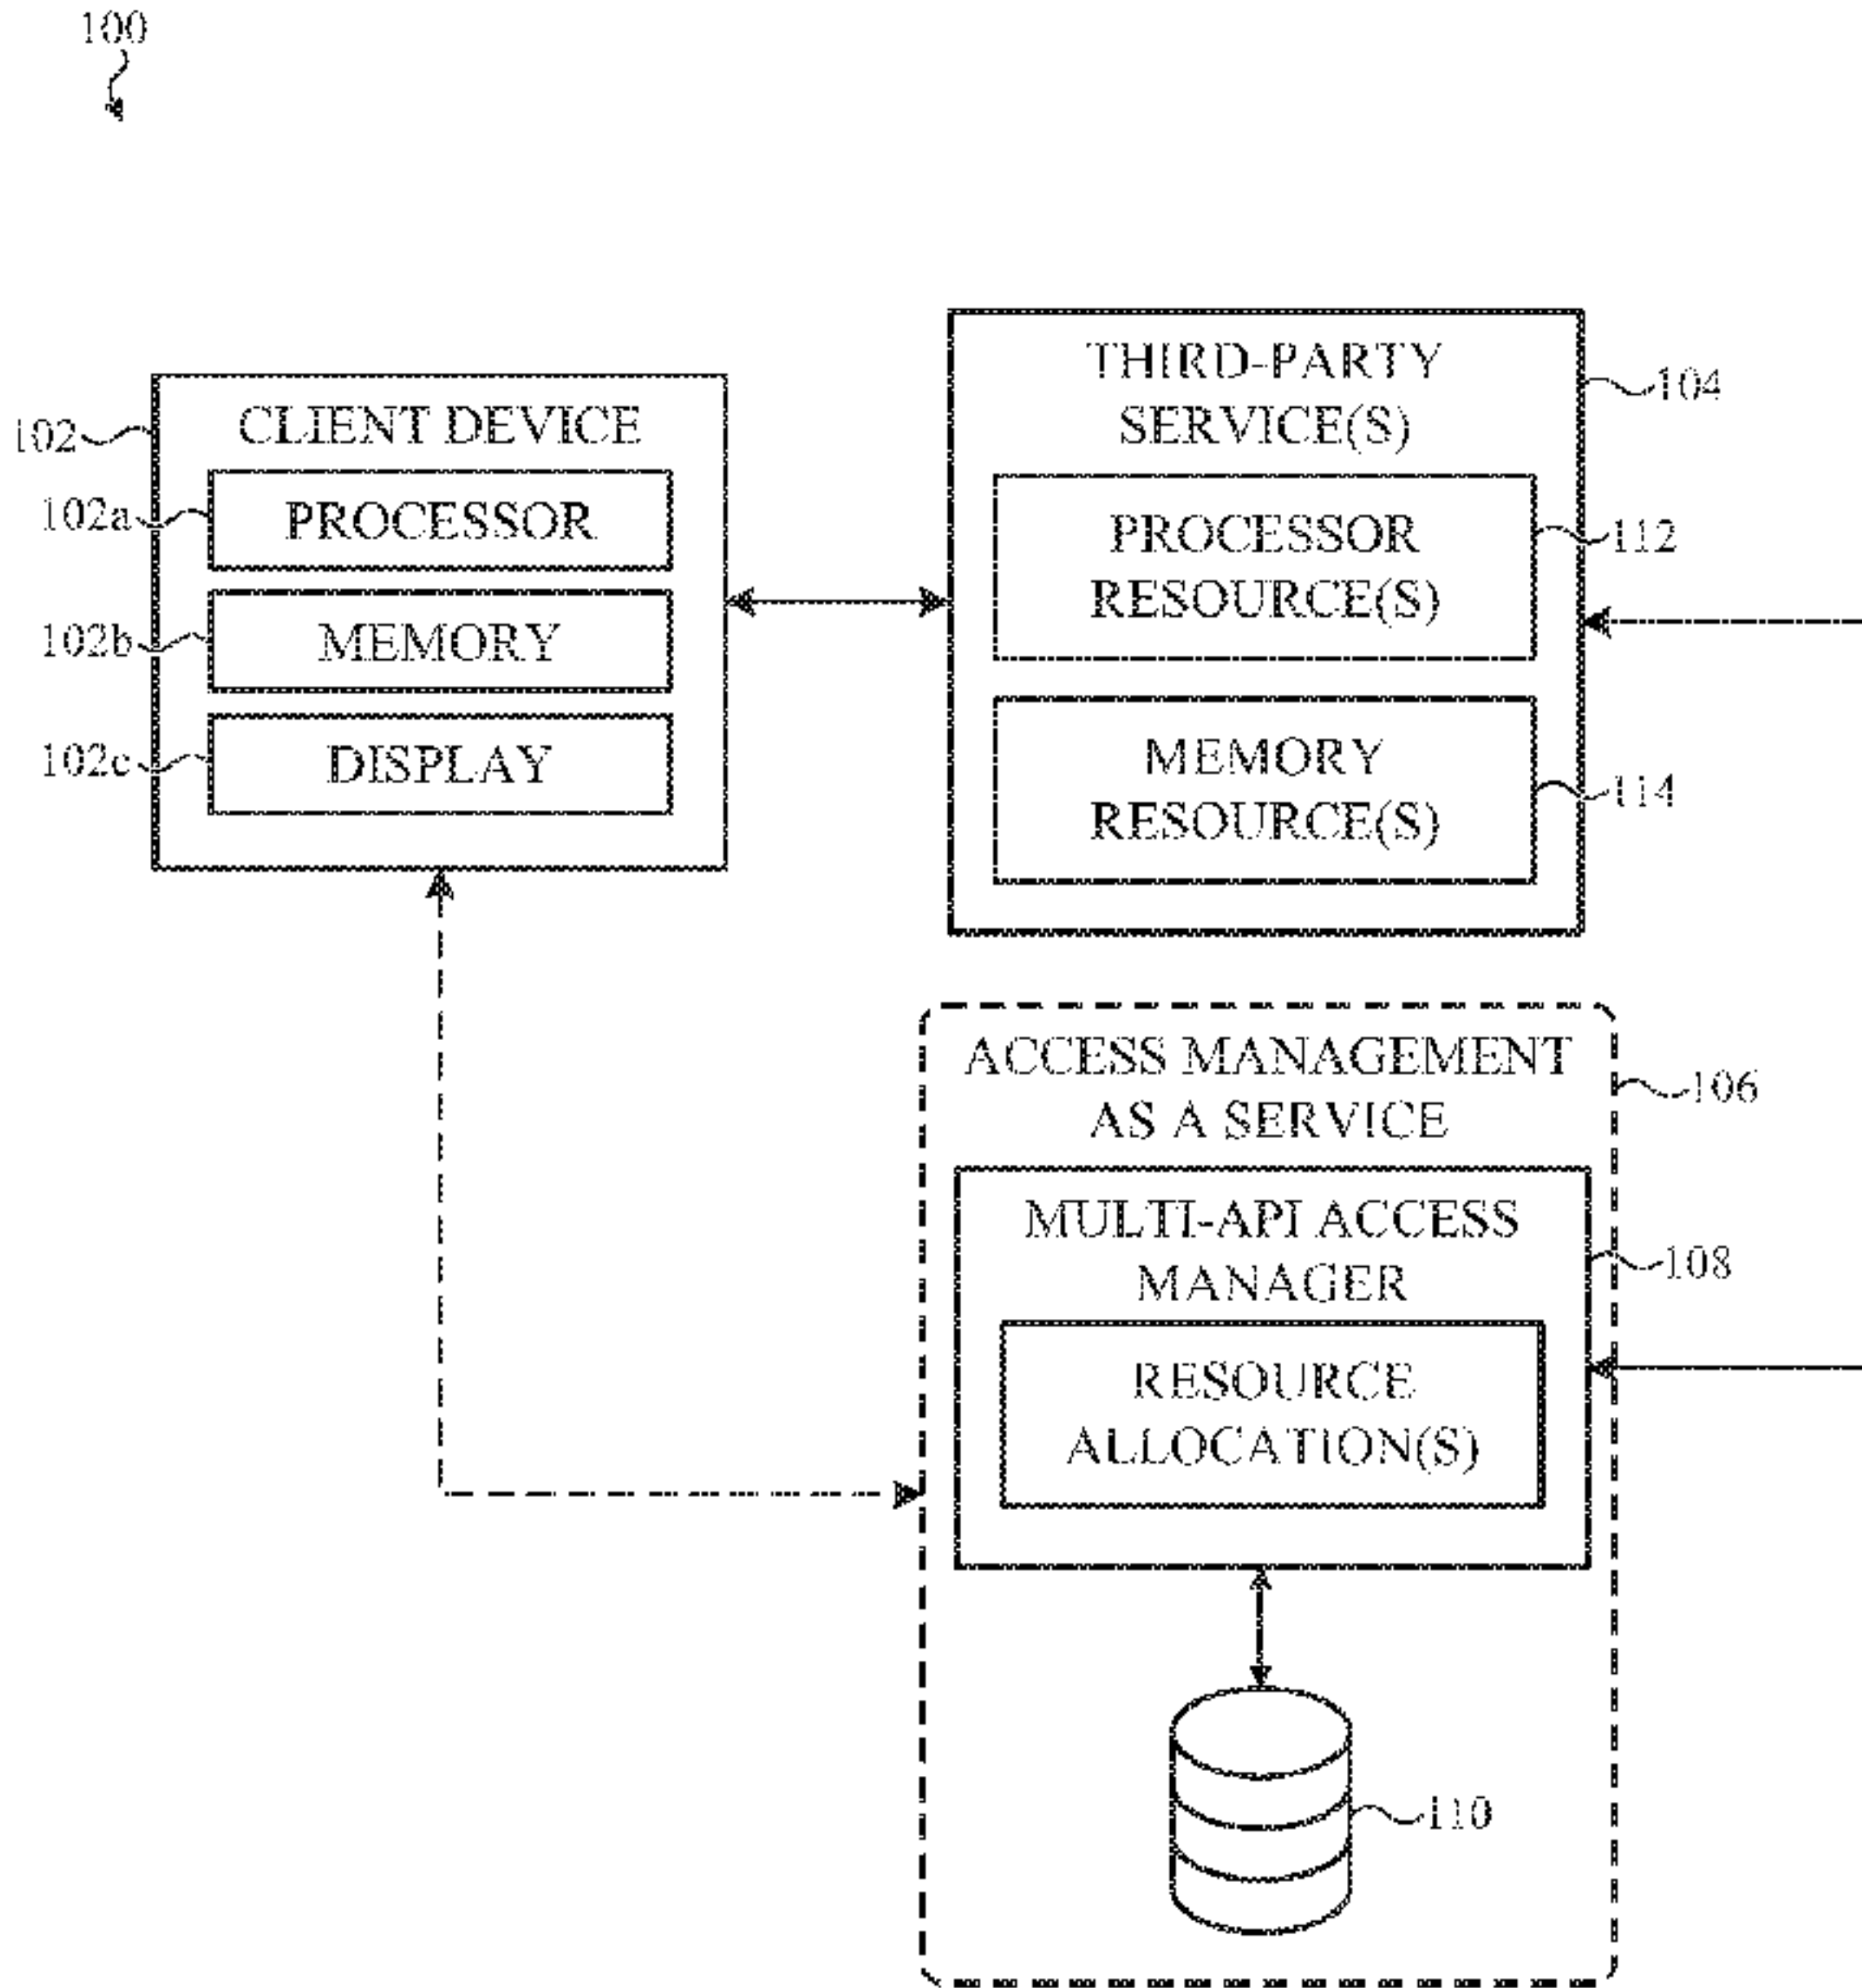 100
102
CLIENT DEVICE
102a
PROCESSOR
102b
MEMORY
102c
DISPLAY
THIRD-PARTY
SERVICE(S)
104
PROCESSOR
RESOURCE(S)
112
MEMORY
RESOURCE(S)
114
ACCESS MANAGEMENT
AS A SERVICE
106
MULTI-API ACCESS
MANAGER
108
RESOURCE
ALLOCATION(S)
110